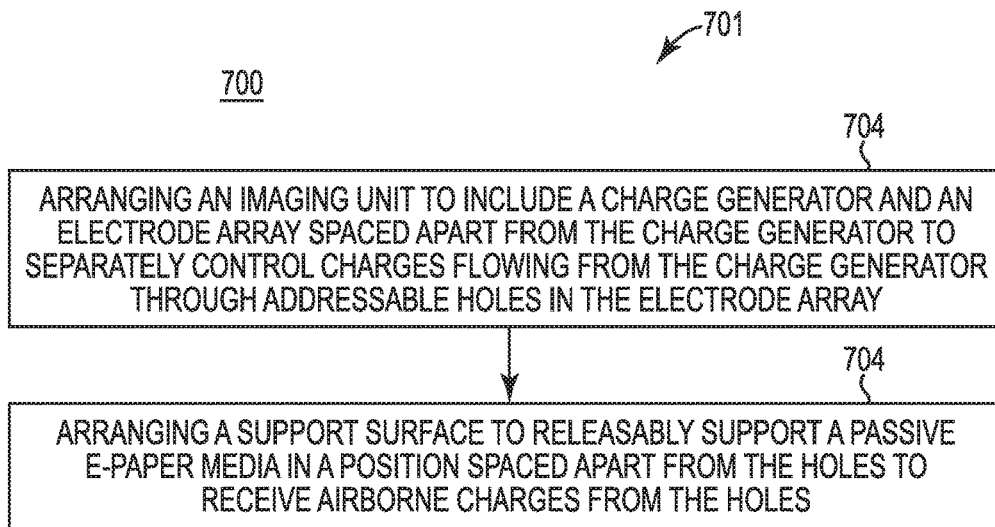 701
700
704
ARRANGING AN IMAGING UNIT TO INCLUDE A CHARGE GENERATOR AND AN
ELECTRODE ARRAY SPACED APART FROM THE CHARGE GENERATOR TO
SEPARATELY CONTROL CHARGES FLOWING FROM THE CHARGE GENERATOR
THROUGH ADDRESSABLE HOLES IN THE ELECTRODE ARRAY
704
ARRANGING A SUPPORT SURFACE TO RELEASABLY SUPPORT A PASSIVE
E-PAPER MEDIA IN A POSITION SPACED APART FROM THE HOLES TO
RECEIVE AIRBORNE CHARGES FROM THE HOLES